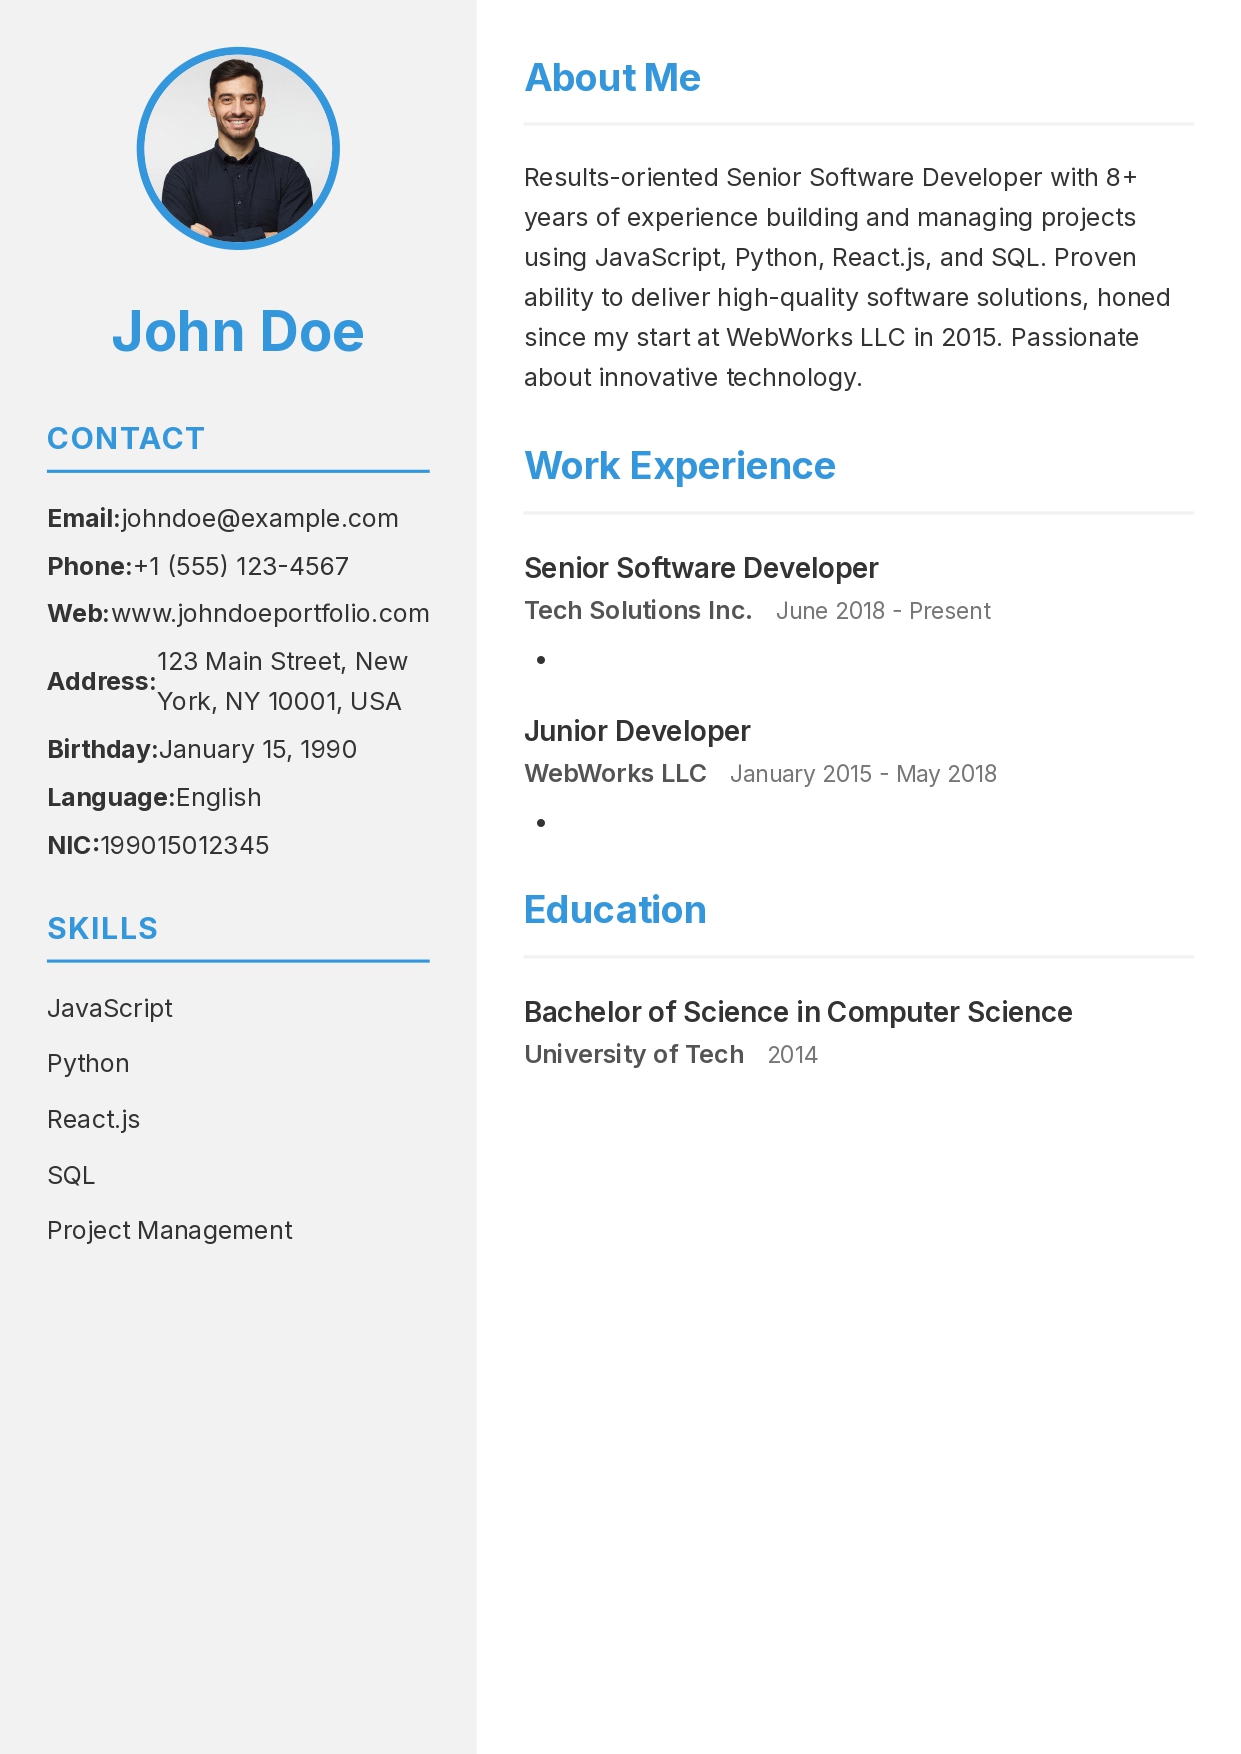 John Doe
CONTACT
Email:johndoe@example.com
Phone:+1 (555) 123-4567
Web:www.johndoeportfolio.com
Address:123 Main Street, New
York, NY 10001, USA
Birthday:January 15, 1990
Language:English
NIC:199015012345
SKILLS
JavaScript
Python
React.js
SQL
Project Management
About Me
Results-oriented Senior Software Developer with 8+
years of experience building and managing projects
using JavaScript, Python, React.js, and SQL. Proven
ability to deliver high-quality software solutions, honed
since my start at WebWorks LLC in 2015. Passionate
about innovative technology.
Work Experience
Senior Software Developer
Tech Solutions Inc. June 2018 - Present
•
Junior Developer
WebWorks LLC January 2015 - May 2018
•
Education
Bachelor of Science in Computer Science
University of Tech 2014